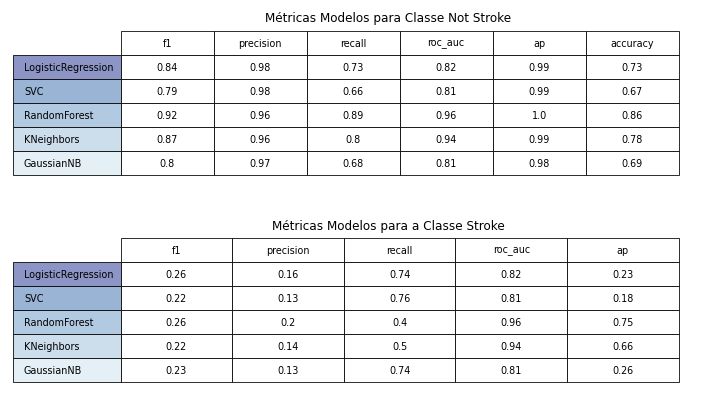 Métricas Modelos para Classe Not Stroke
f1 precision recall roc_auc ap accuracy
LogisticRegression 0.84 0.98 0.73 0.82 0.99 0.73
SVC 0.79 0.98 0.66 0.81 0.99 0.67
RandomForest 0.92 0.96 0.89 0.96 1.0 0.86
KNeighbors 0.87 0.96 0.8 0.94 0.99 0.78
GaussianNB 0.8 0.97 0.68 0.81 0.98 0.69
Métricas Modelos para a Classe Stroke
f1 precision recall roc_auc ap
LogisticRegression 0.26 0.16 0.74 0.82 0.23
SVC 0.22 0.13 0.76 0.81 0.18
RandomForest 0.26 0.2 0.4 0.96 0.75
KNeighbors 0.22 0.14 0.5 0.94 0.66
GaussianNB 0.23 0.13 0.74 0.81 0.26